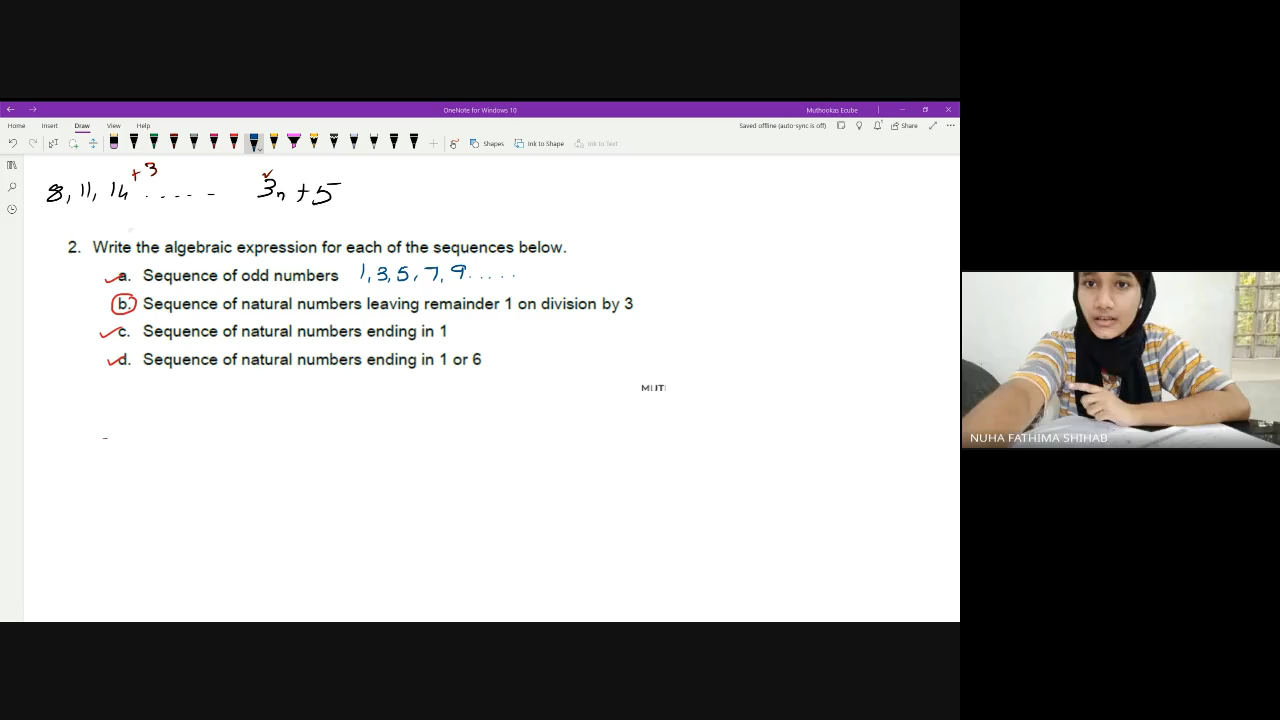 OneNote for Windows 10
Muthookas Ecube
Home Insert Draw View Help
Saved offline (auto-sync is off) Share
Shapes Ink to Shape Ink to Text
+3
8, 11, 14 ...... 3n + 5
2. Write the algebraic expression for each of the sequences below.
a. Sequence of odd numbers 1, 3, 5, 7, 9.....
b. Sequence of natural numbers leaving remainder 1 on division by 3
c. Sequence of natural numbers ending in 1
d. Sequence of natural numbers ending in 1 or 6
MUT
NUHA FATHIMA SHIHAB